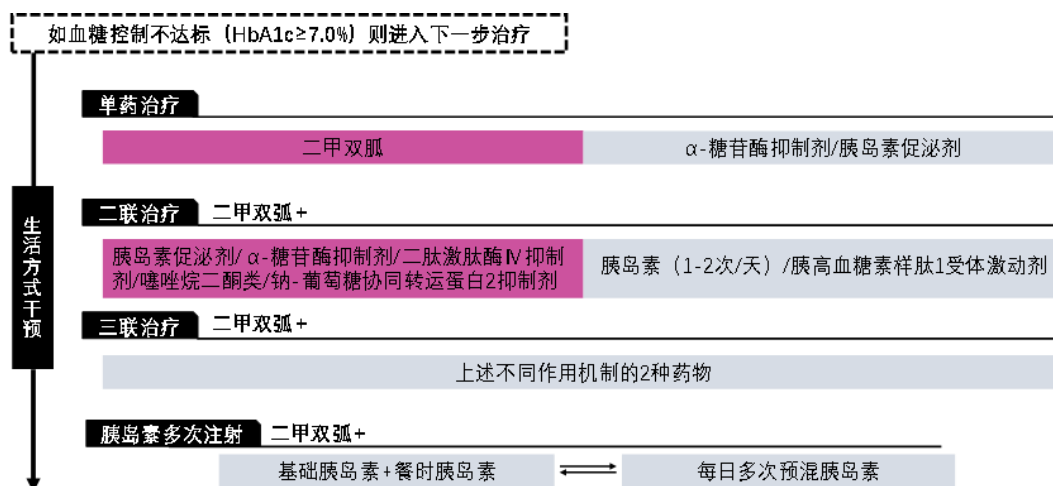 如血糖控制不达标（HbA1c≥7.0%）则进入下一步治疗
单药治疗
二甲双胍
α-糖苷酶抑制剂/胰岛素促泌剂
生活方式干预
二联治疗 二甲双弧+
胰岛素促泌剂/α-糖苷酶抑制剂/二肽激肽酶Ⅳ抑制
剂/噻唑烷二酮类/钠-葡萄糖协同转运蛋白2抑制剂
胰岛素（1-2次/天）/胰高血糖素样肽1受体激动剂
三联治疗 二甲双弧+
上述不同作用机制的2种药物
胰岛素多次注射 二甲双弧+
基础胰岛素+餐时胰岛素
每日多次预混胰岛素